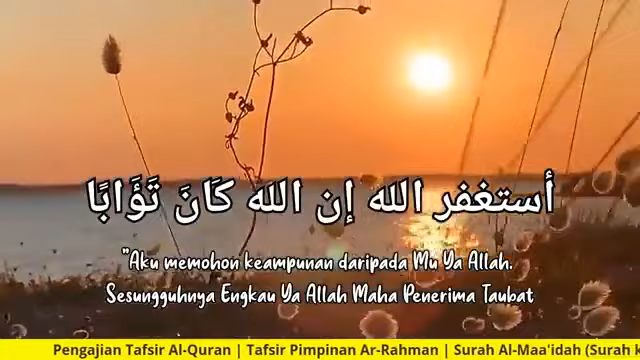 أستغفر الله إن الله كَانَ تَؤَابًا
"Aku memohon keampunan daripada Mu Ya Allah.
Sesungguhnya Engkau Ya Allah Maha Penerima Taubat
Pengajian Tafsir Al-Quran | Tafsir Pimpinan Ar-Rahman | Surah Al-Maa'idah (Surah k